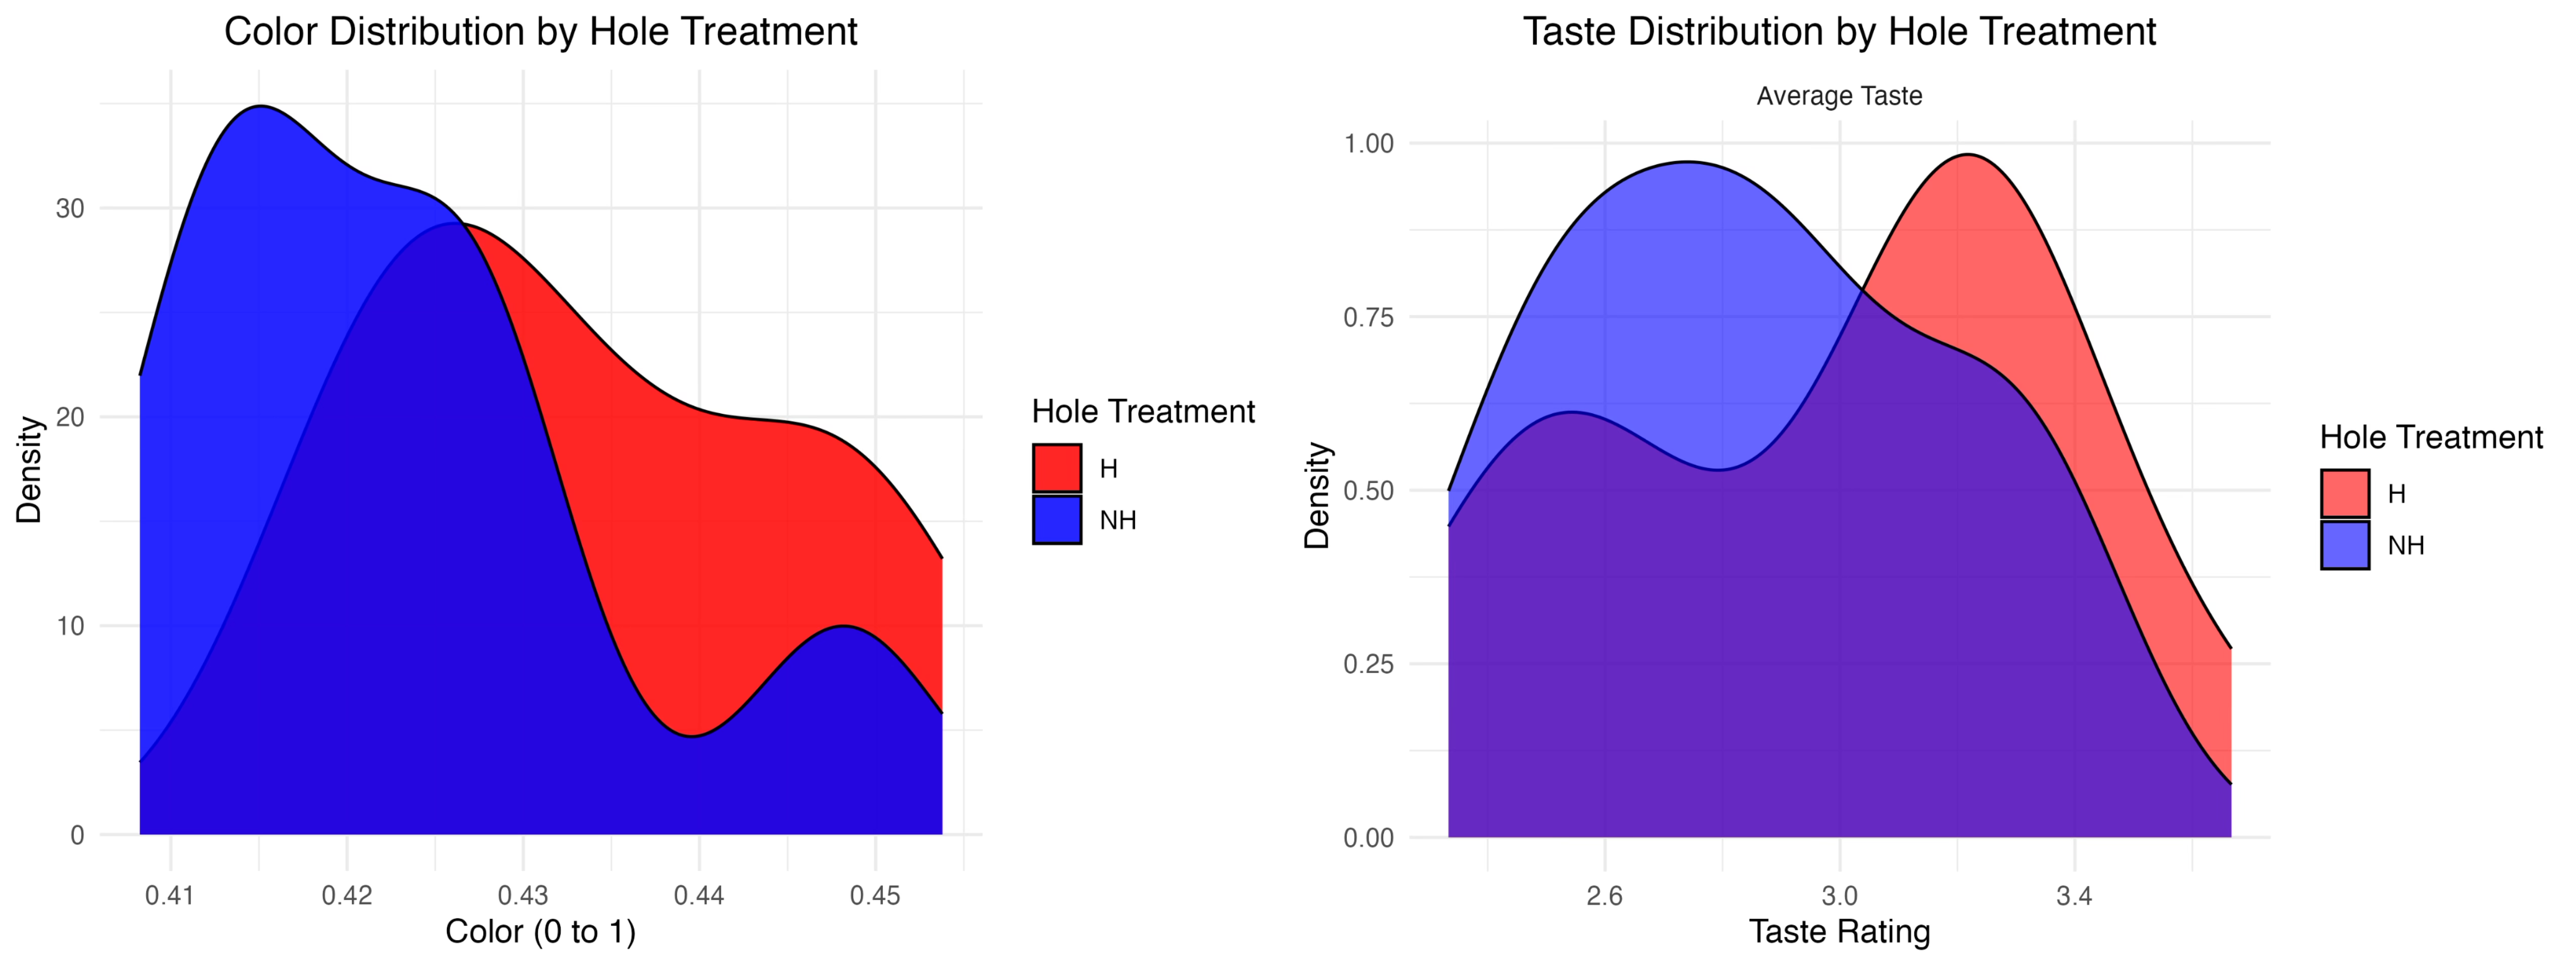 Color Distribution by Hole Treatment
Density
30
20
10
0
0.41 0.42 0.43 0.44 0.45
Color (0 to 1)
Hole Treatment
H
NH
Taste Distribution by Hole Treatment
Average Taste
Density
1.00
0.75
0.50
0.25
0.00
2.6 3.0 3.4
Taste Rating
Hole Treatment
H
NH